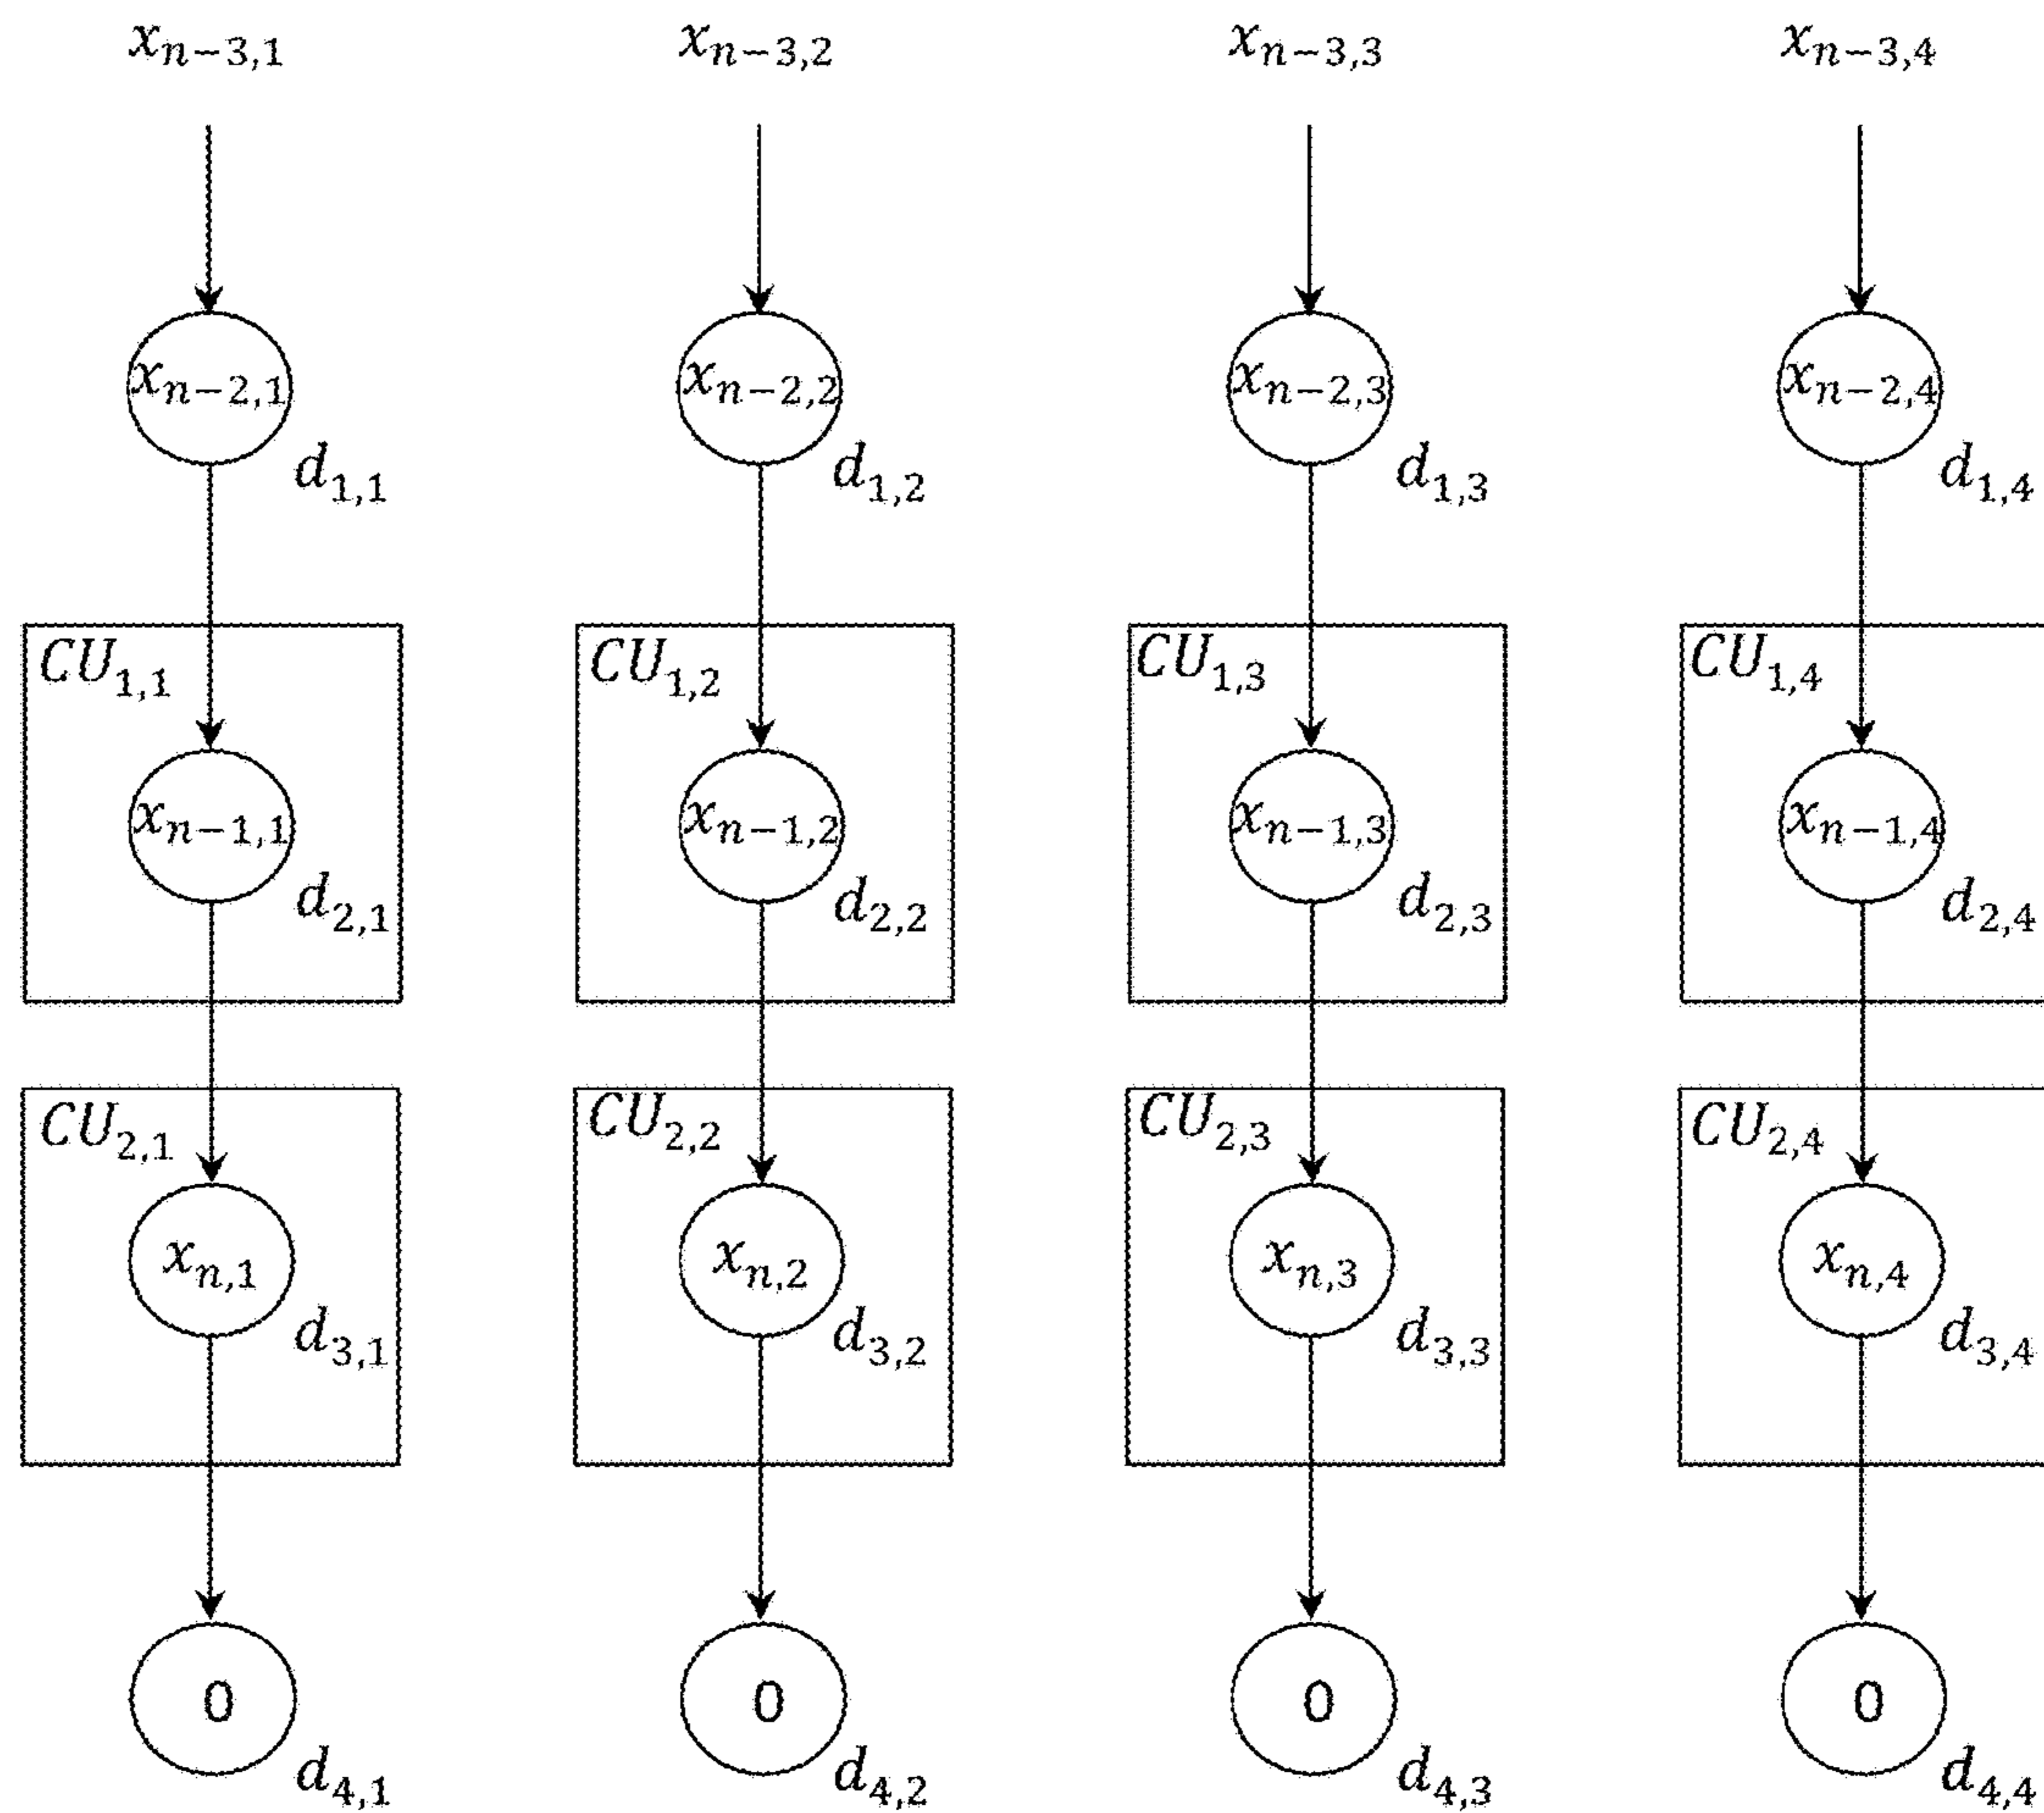 x_{n−3,1} x_{n−3,2} x_{n−3,3} x_{n−3,4}
x_{n−2,1} x_{n−2,2} x_{n−2,3} x_{n−2,4}
d_{1,1} d_{1,2} d_{1,3} d_{1,4}
CU_{1,1} CU_{1,2} CU_{1,3} CU_{1,4}
x_{n−1,1} x_{n−1,2} x_{n−1,3} x_{n−1,4}
d_{2,1} d_{2,2} d_{2,3} d_{2,4}
CU_{2,1} CU_{2,2} CU_{2,3} CU_{2,4}
x_{n,1} x_{n,2} x_{n,3} x_{n,4}
d_{3,1} d_{3,2} d_{3,3} d_{3,4}
0 0 0 0
d_{4,1} d_{4,2} d_{4,3} d_{4,4}